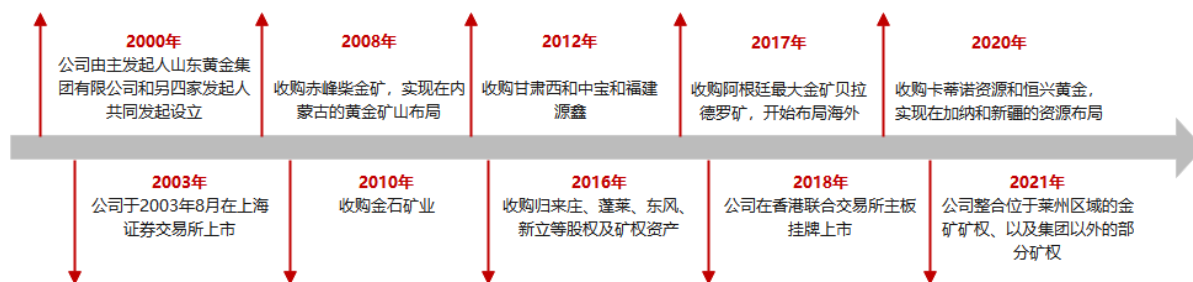 2000年
公司由主发起人山东黄金集
团有限公司和另四家发起人
共同发起设立
2008年
收购赤峰柴金矿，实现在内
蒙古的黄金矿山布局
2012年
收购甘肃西和中宝和福建
源鑫
2017年
收购阿根廷最大金矿贝拉
德罗矿，开始布局海外
2020年
收购卡蒂诺资源和恒兴黄金，
实现在加纳和新疆的资源布局
2003年
公司于2003年8月在上海
证券交易所上市
2010年
收购金石矿业
2016年
收购归来庄、蓬莱、东风、
新立等股权及矿权资产
2018年
公司在香港联合交易所主板
挂牌上市
2021年
公司整合位于莱州区域的金
矿矿权、以及集团以外的部
分矿权